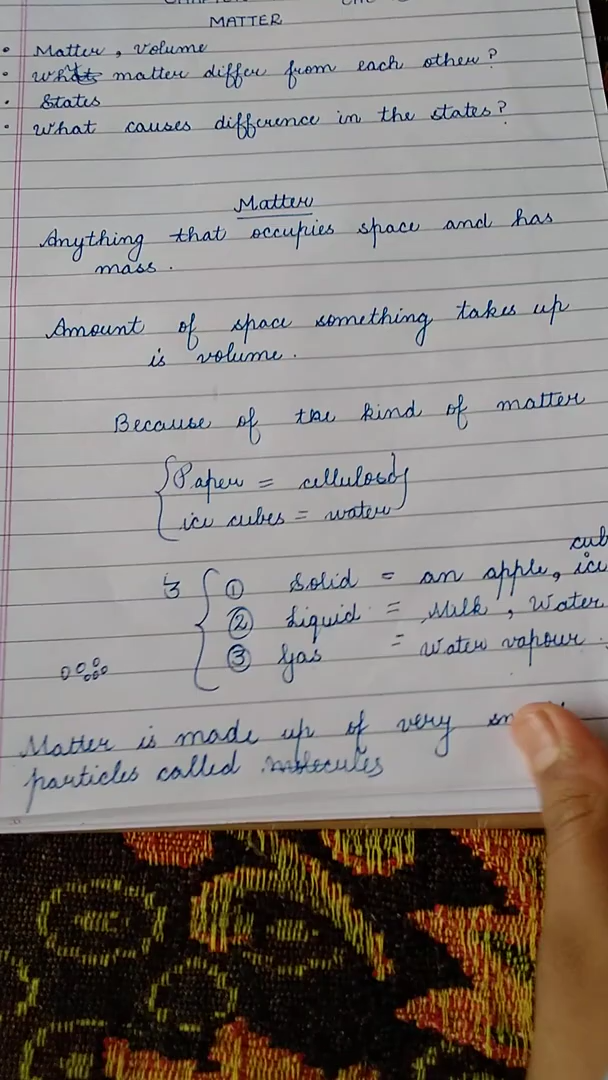 MATTER
• Matter, volume
• matter differ from each other?
• States
• What causes difference in the states?
Matter
Anything that occupies space and has
mass.
Amount of space something takes up
is volume.
Because of the kind of matter
Paper = cellulose
ice cubes = water
cub
3 ① Solid = an apple, ice
② Liquid = Milk, Water
③ Gas = Water vapour.
Matter is made up of very
particles called molecules